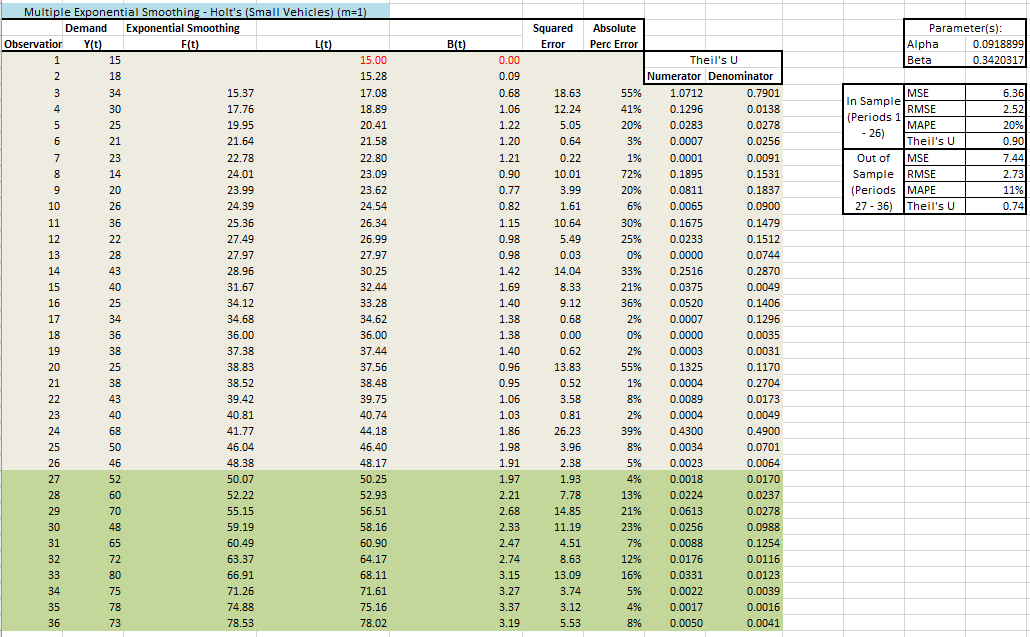 Multiple Exponential Smoothing - Holt's (Small Vehicles) (m=1)
Demand Exponential Smoothing Squared Absolute Parameter(s):
Observation Y(t) F(t) L(t) B(t) Error Perc Error Alpha 0.0918899
1 15 15.00 0.00 Theil's U Beta 0.3420317
2 18 15.28 0.09 Numerator Denominator
3 34 15.37 17.08 0.68 18.63 55% 1.0712 0.7901 MSE 6.36
4 30 17.76 18.89 1.06 12.24 41% 0.1296 0.0138 In Sample RMSE 2.52
5 25 19.95 20.41 1.22 5.05 20% 0.0283 0.0278 (Periods 1 MAPE 20%
6 21 21.64 21.58 1.20 0.64 3% 0.0007 0.0256 - 26) Theil's U 0.90
7 23 22.78 22.80 1.21 0.22 1% 0.0001 0.0091 Out of MSE 7.44
8 14 24.01 23.09 0.90 10.01 72% 0.1895 0.1531 Sample RMSE 2.73
9 20 23.99 23.62 0.77 3.99 20% 0.0811 0.1837 (Periods MAPE 11%
10 26 24.39 24.54 0.82 1.61 6% 0.0065 0.0900 27 - 36) Theil's U 0.74
11 36 25.36 26.34 1.15 10.64 30% 0.1675 0.1479
12 22 27.49 26.99 0.98 5.49 25% 0.0233 0.1512
13 28 27.97 27.97 0.98 0.03 0% 0.0000 0.0744
14 43 28.96 30.25 1.42 14.04 33% 0.2516 0.2870
15 40 31.67 32.44 1.69 8.33 21% 0.0375 0.0049
16 25 34.12 33.28 1.40 9.12 36% 0.0520 0.1406
17 34 34.68 34.62 1.38 0.68 2% 0.0007 0.1296
18 36 36.00 36.00 1.38 0.00 0% 0.0000 0.0035
19 38 37.38 37.44 1.40 0.62 2% 0.0003 0.0031
20 25 38.83 37.56 0.96 13.83 55% 0.1325 0.1170
21 38 38.52 38.48 0.95 0.52 1% 0.0004 0.2704
22 43 39.42 39.75 1.06 3.58 8% 0.0089 0.0173
23 40 40.81 40.74 1.03 0.81 2% 0.0004 0.0049
24 68 41.77 44.18 1.86 26.23 39% 0.4300 0.4900
25 50 46.04 46.40 1.98 3.96 8% 0.0034 0.0701
26 46 48.38 48.17 1.91 2.38 5% 0.0023 0.0064
27 52 50.07 50.25 1.97 1.93 4% 0.0018 0.0170
28 60 52.22 52.93 2.21 7.78 13% 0.0224 0.0237
29 70 55.15 56.51 2.68 14.85 21% 0.0613 0.0278
30 48 59.19 58.16 2.33 11.19 23% 0.0256 0.0988
31 65 60.49 60.90 2.47 4.51 7% 0.0088 0.1254
32 72 63.37 64.17 2.74 8.63 12% 0.0176 0.0116
33 80 66.91 68.11 3.15 13.09 16% 0.0331 0.0123
34 75 71.26 71.61 3.27 3.74 5% 0.0022 0.0039
35 78 74.88 75.16 3.37 3.12 4% 0.0017 0.0016
36 73 78.53 78.02 3.19 5.53 8% 0.0050 0.0041